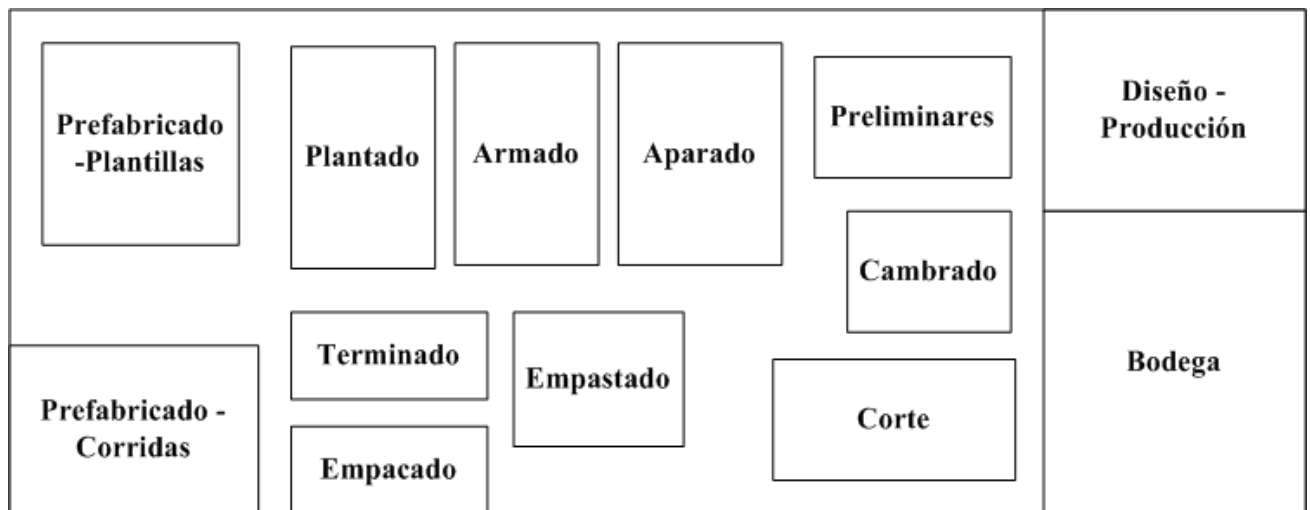 Prefabricado
-Plantillas
Plantado
Armado
Aparado
Preliminares
Diseño -
Producción
Cambrado
Terminado
Empastado
Bodega
Prefabricado -
Corridas
Corte
Empacado